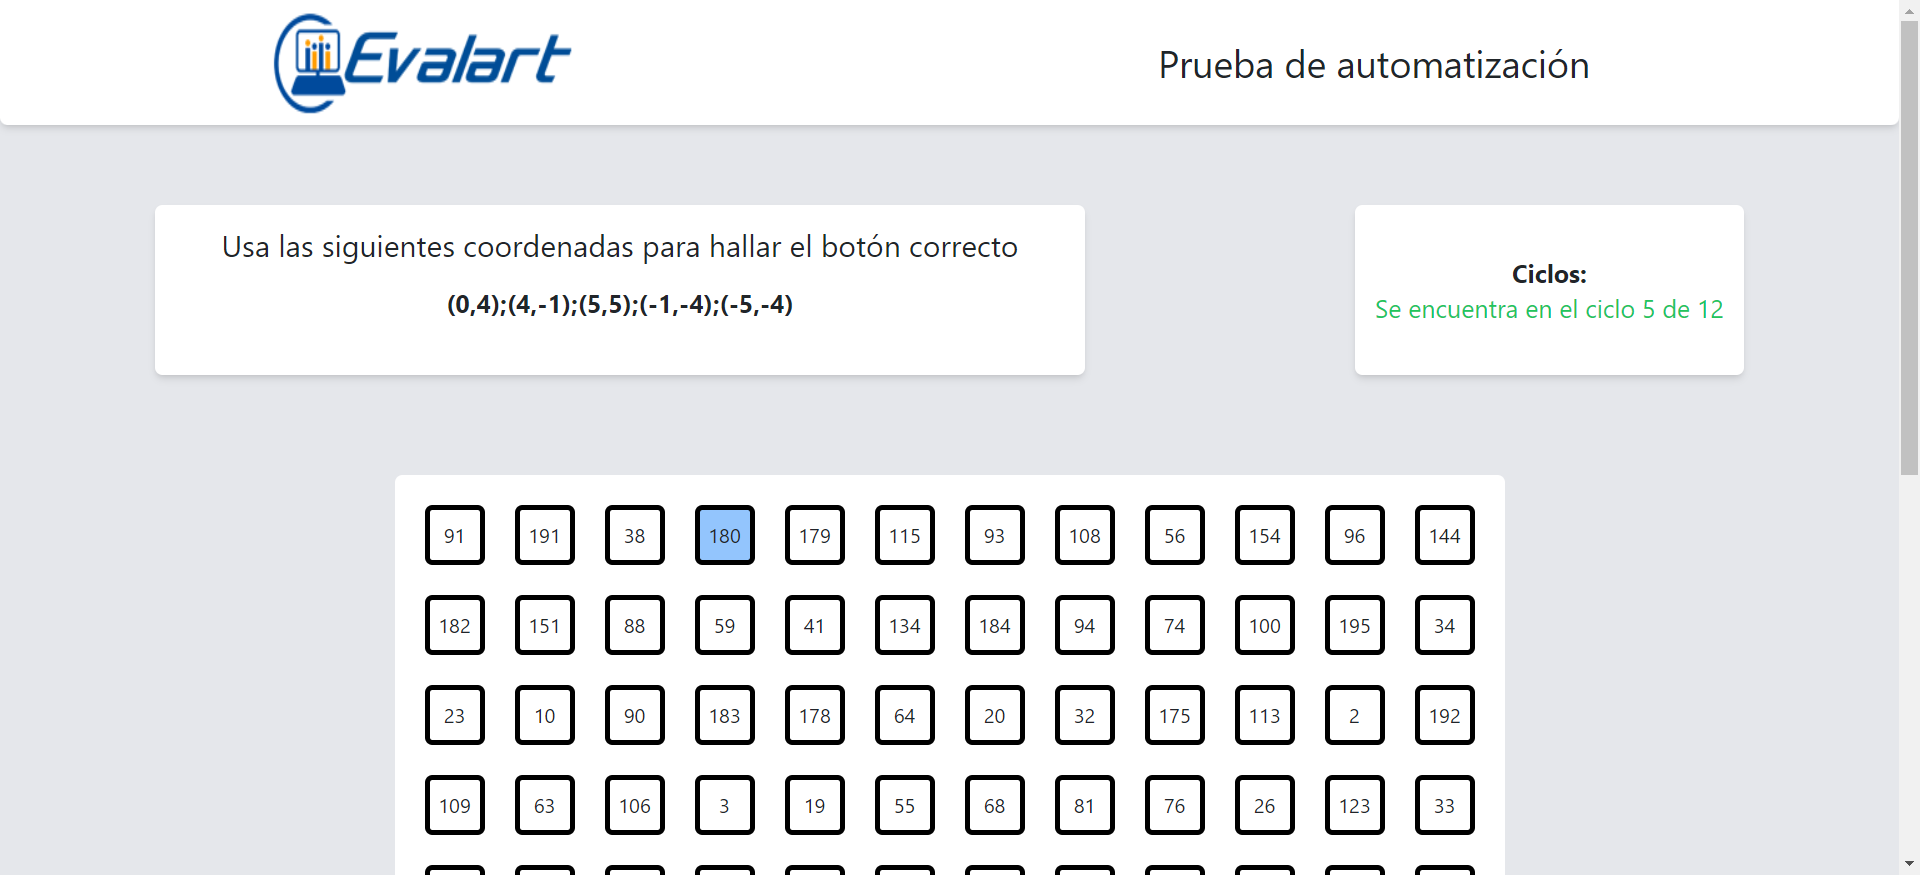 Evalart
Prueba de automatización
Usa las siguientes coordenadas para hallar el botón correcto
(0,4);(4,-1);(5,5);(-1,-4);(-5,-4)
Ciclos:
Se encuentra en el ciclo 5 de 12
91 191 38 180 179 115 93 108 56 154 96 144
182 151 88 59 41 134 184 94 74 100 195 34
23 10 90 183 178 64 20 32 175 113 2 192
109 63 106 3 19 55 68 81 76 26 123 33